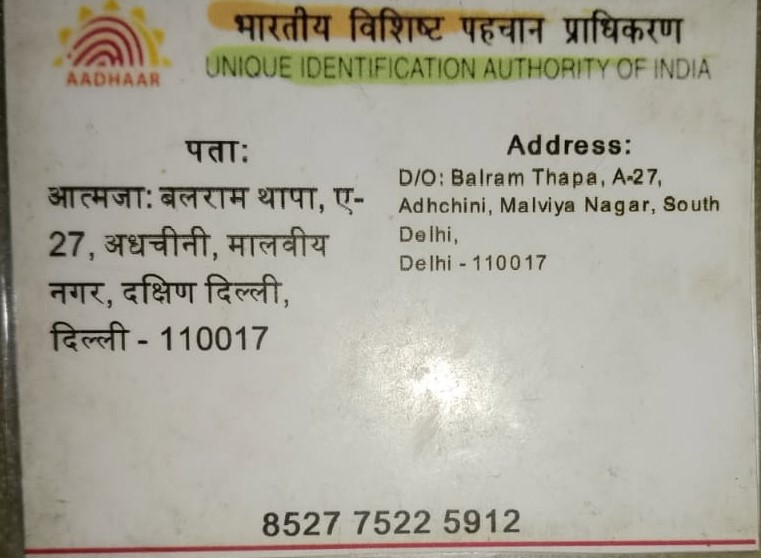 भारतीय विशिष्ट पहचान प्राधिकरण
AADHAAR
UNIQUE IDENTIFICATION AUTHORITY OF INDIA
पता:
आत्मजा: बलराम थापा, ए-
27, अधचीनी, मालवीय
नगर, दक्षिण दिल्ली,
दिल्ली - 110017
Address:
D/O: Balram Thapa, A-27,
Adhchini, Malviya Nagar, South
Delhi,
Delhi - 110017
8527 7522 5912